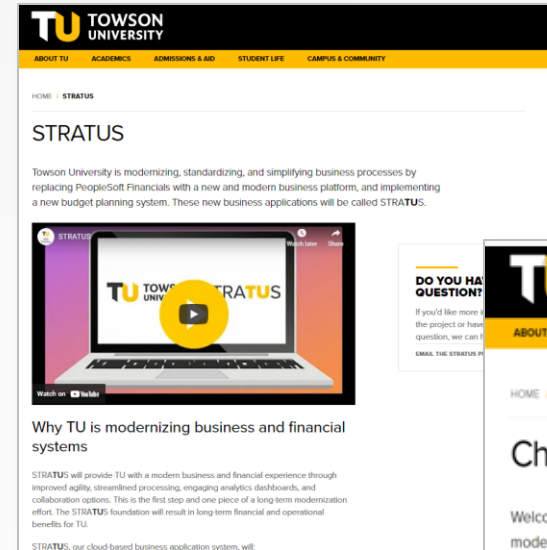 TU TOWSON
UNIVERSITY
ABOUT TU ACADEMICS ADMISSIONS & AID STUDENT LIFE CAMPUS & COMMUNITY
HOME / STRATUS
STRATUS
Towson University is modernizing, standardizing, and simplifying business processes by
replacing PeopleSoft Financials with a new and modern business platform, and implementing
a new budget planning system. These new business applications will be called STRATUS.
STRATUS
Watch later Share
TU
Watch on YouTube
DO YOU
QUESTION?
If you'd like more
the project or have
question, we can
EMAIL THE STRATUS
Why TU is modernizing business and financial
systems
STRATUS will provide TU with a modern business and financial experience through
improved agility, streamlined processing, engaging analytics dashboards, and
collaboration options. This is the first step and one piece of a long-term modernization
effort. The STRATUS foundation will result in long-term financial and operational
benefits for TU.
STRATUS, our cloud-based business application system, will:
ABOUT
HOME